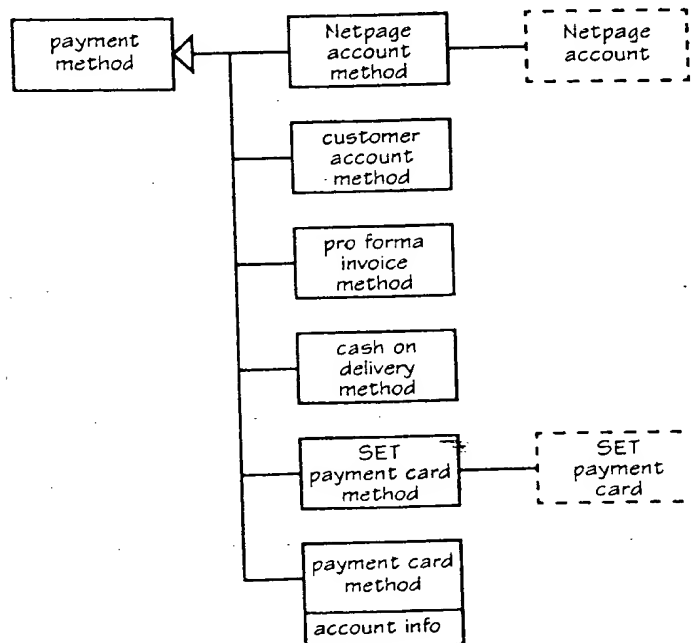 payment
method
Netpage
account
method
Netpage
account
customer
account
method
pro forma
invoice
method
cash on
delivery
method
SET
payment card
method
SET
payment
card
payment card
method
account info